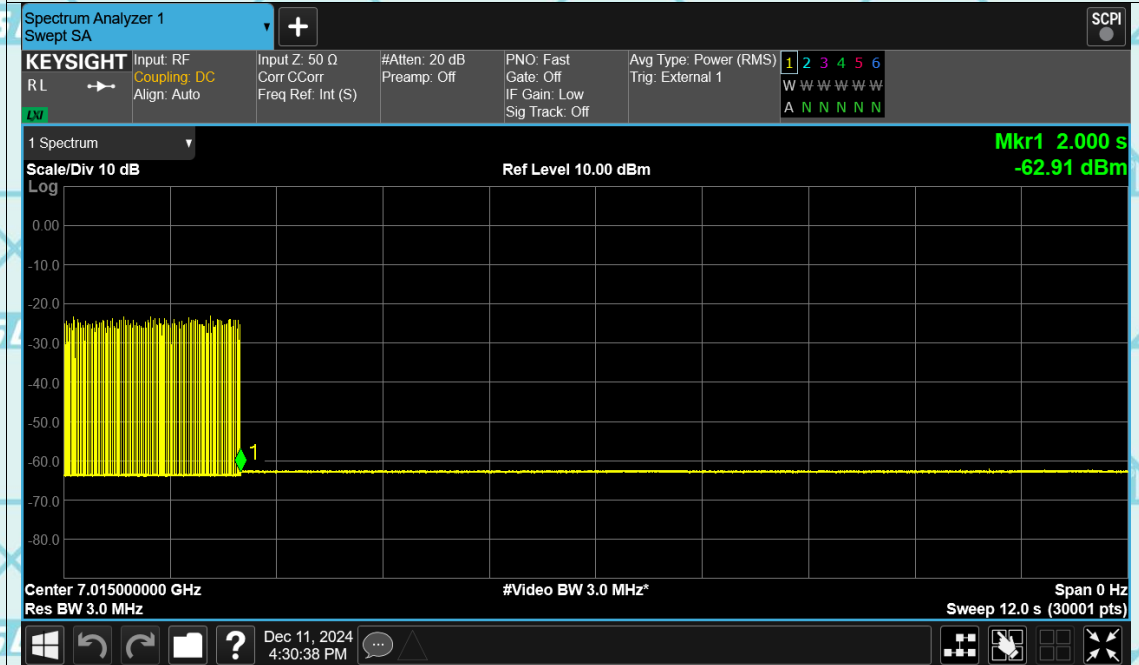 Spectrum Analyzer 1
Swept SA
+
SCPI
KEYSIGHT
R L
LXI
Input: RF
Coupling: DC
Align: Auto
Input Z: 50 Ω
Corr CCorr
Freq Ref: Int (S)
#Atten: 20 dB
Preamp: Off
PNO: Fast
Gate: Off
IF Gain: Low
Sig Track: Off
Avg Type: Power (RMS)
Trig: External 1
1 2 3 4 5 6
W W W W W W
A N N N N N
1 Spectrum
Mkr1 2.000 s
-62.91 dBm
Scale/Div 10 dB
Ref Level 10.00 dBm
Log
0.00
-10.0
-20.0
-30.0
-40.0
-50.0
1
-60.0
-70.0
-80.0
Center 7.015000000 GHz
#Video BW 3.0 MHz*
Span 0 Hz
Res BW 3.0 MHz
Sweep 12.0 s (30001 pts)
?
Dec 11, 2024
4:30:38 PM